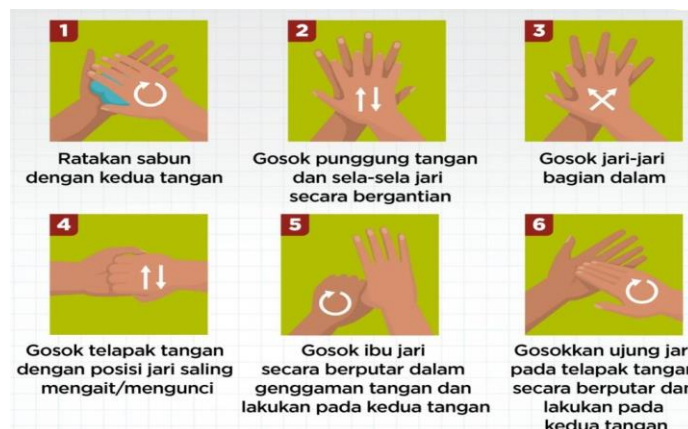 1
Ratakan sabun
dengan kedua tangan
2
Gosok punggung tangan
dan sela-sela jari
secara bergantian
3
Gosok jari-jari
bagian dalam
4
Gosok telapak tangan
dengan posisi jari saling
mengait/mengunci
5
Gosok ibu jari
secara berputar dalam
genggaman tangan dan
lakukan pada kedua tangan
6
Gosokkan ujung jar
pada telapak tangan
secara berputar dan
lakukan pada
kedua tangan